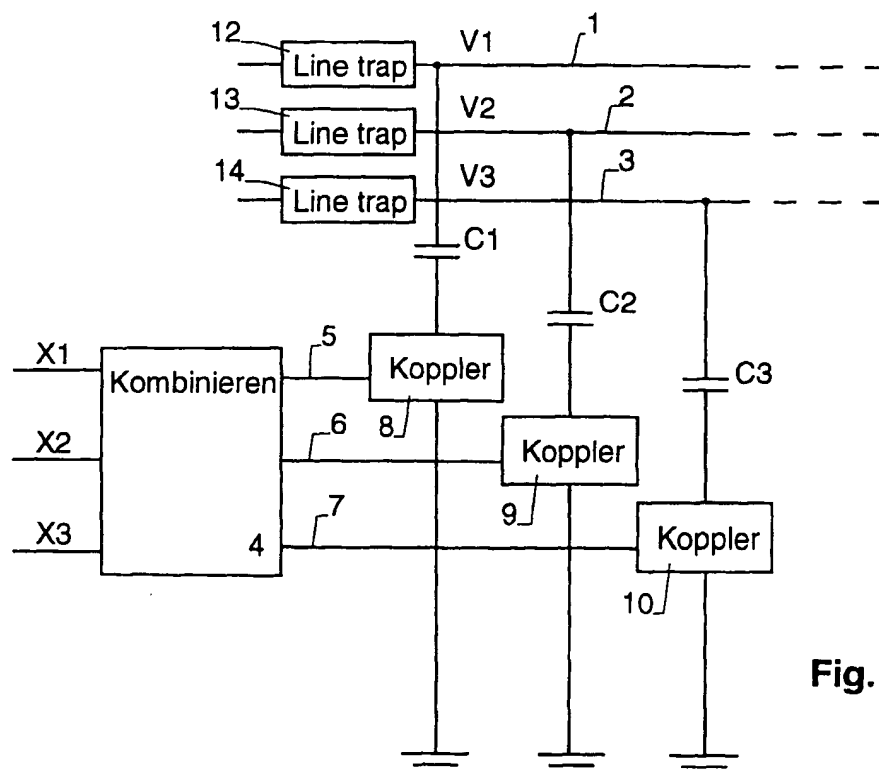 12 Line trap V1 1
13 Line trap V2 2
14 Line trap V3 3
C1
C2
C3
X1 Kombinieren 5 Koppler 8
X2 6 Koppler 9
X3 4 7 Koppler 10
Fig.